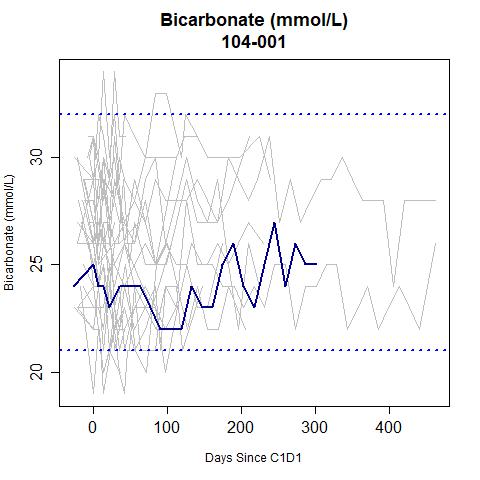 Bicarbonate (mmol/L)
104-001
Bicarbonate (mmol/L)
30
25
20
0 100 200 300 400
Days Since C1D1